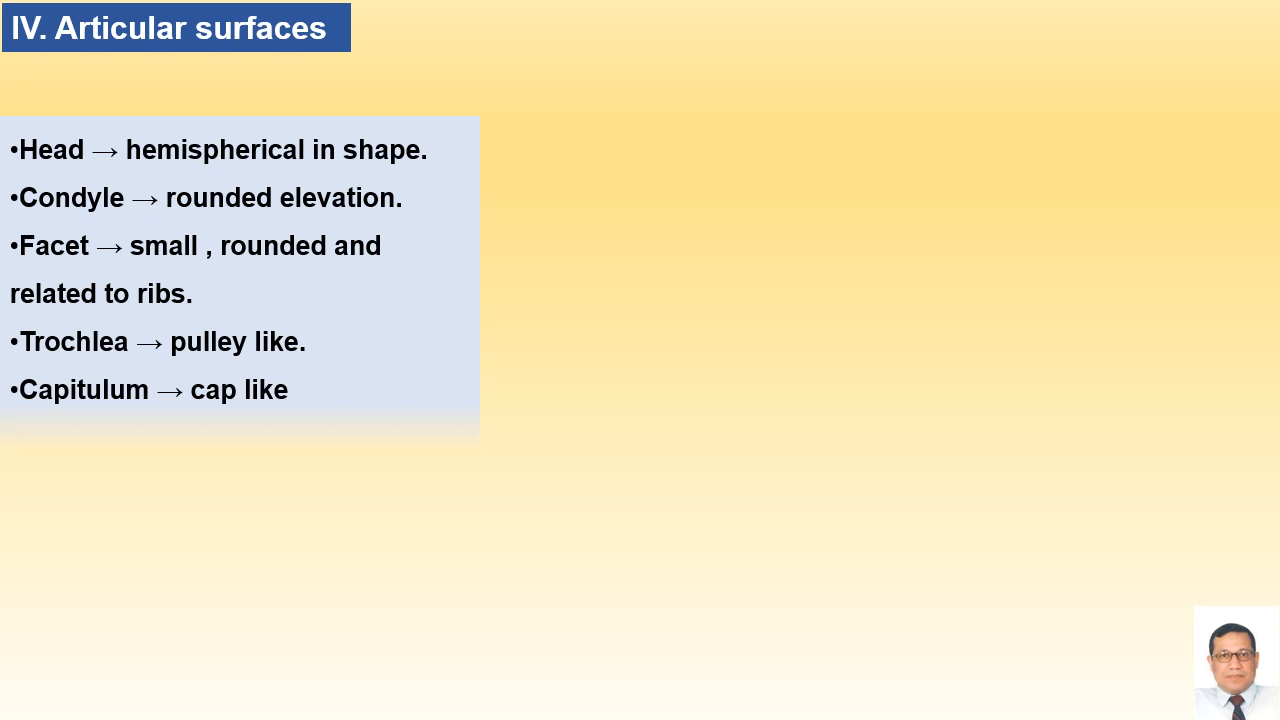 IV. Articular surfaces
•Head → hemispherical in shape.
•Condyle → rounded elevation.
•Facet → small , rounded and
related to ribs.
•Trochlea → pulley like.
•Capitulum → cap like